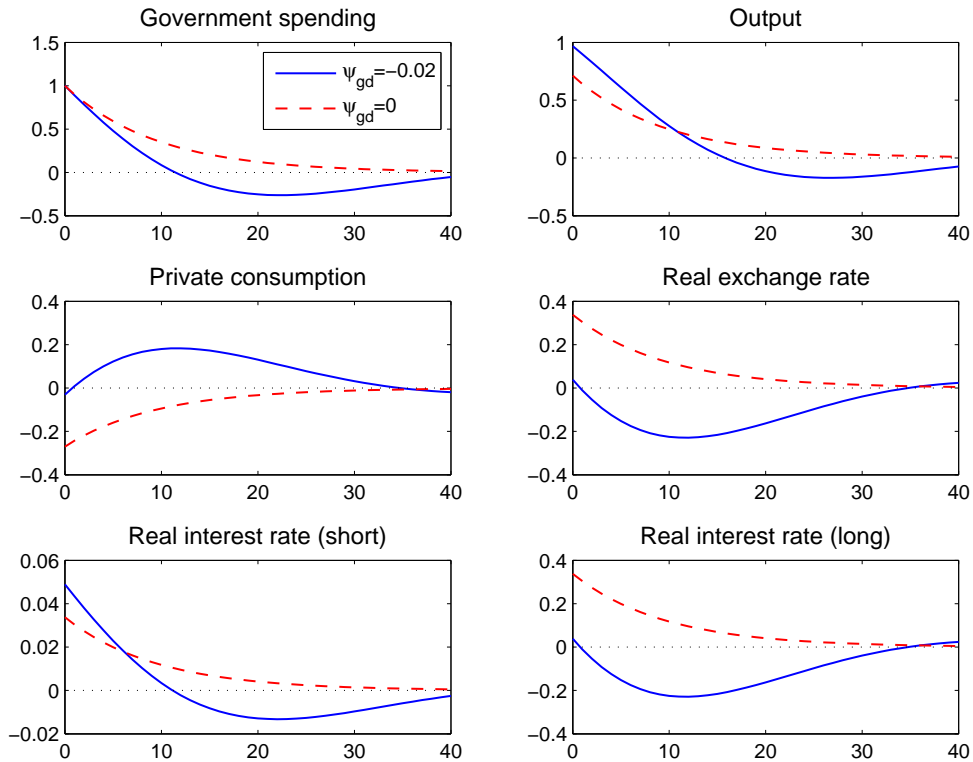 Government spending
1.5
1
0.5
0
−0.5
0 10 20 30 40
ψgd=−0.02
ψgd=0
Output
1
0.5
0
−0.5
0 10 20 30 40
Private consumption
0.4
0.2
0
−0.2
−0.4
0 10 20 30 40
Real exchange rate
0.4
0.2
0
−0.2
−0.4
0 10 20 30 40
Real interest rate (short)
0.06
0.04
0.02
0
−0.02
0 10 20 30 40
Real interest rate (long)
0.4
0.2
0
−0.2
−0.4
0 10 20 30 40